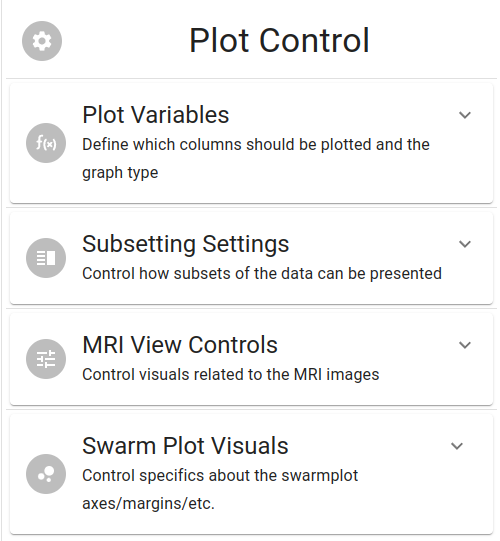 Plot Control
Plot Variables
f(x)
Define which columns should be plotted and the
graph type
Subsetting Settings
Control how subsets of the data can be presented
MRI View Controls
Control visuals related to the MRI images
Swarm Plot Visuals
Control specifics about the swarmplot
axes/margins/etc.